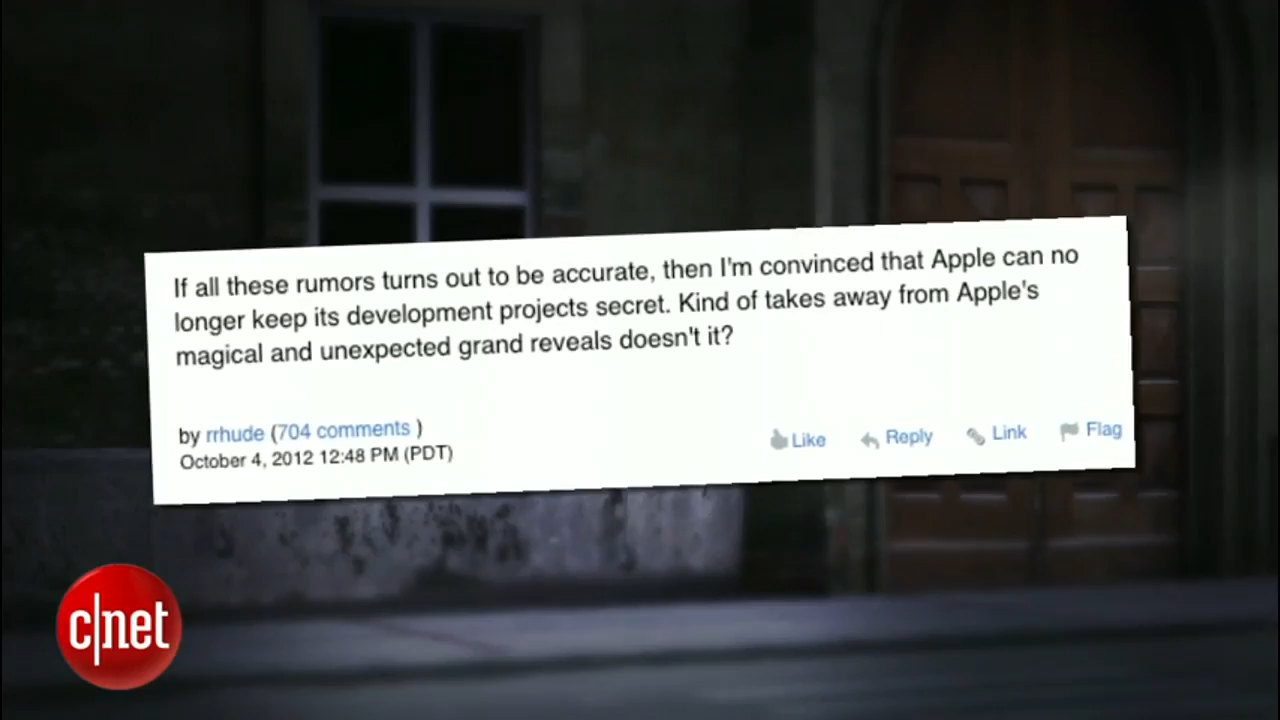 If all these rumors turns out to be accurate, then I'm convinced that Apple can no
longer keep its development projects secret. Kind of takes away from Apple's
magical and unexpected grand reveals doesn't it?
by rrhude (704 comments )
October 4, 2012 12:48 PM (PDT)
Like Reply Link Flag
c|net